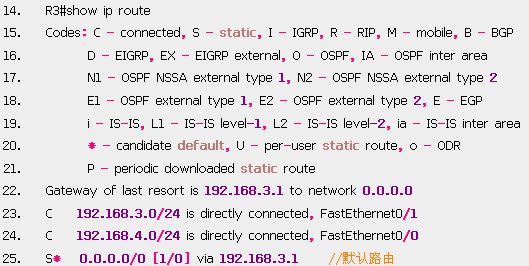 14. R3#show ip route
15. Codes: C - connected, S - static, I - IGRP, R - RIP, M - mobile, B - BGP
16. D - EIGRP, EX - EIGRP external, O - OSPF, IA - OSPF inter area
17. N1 - OSPF NSSA external type 1, N2 - OSPF NSSA external type 2
18. E1 - OSPF external type 1, E2 - OSPF external type 2, E - EGP
19. i - IS-IS, L1 - IS-IS level-1, L2 - IS-IS level-2, ia - IS-IS inter area
20. * - candidate default, U - per-user static route, o - ODR
21. P - periodic downloaded static route
22. Gateway of last resort is 192.168.3.1 to network 0.0.0.0
23. C 192.168.3.0/24 is directly connected, FastEthernet0/1
24. C 192.168.4.0/24 is directly connected, FastEthernet0/0
25. S* 0.0.0.0/0 [1/0] via 192.168.3.1 //默认路由